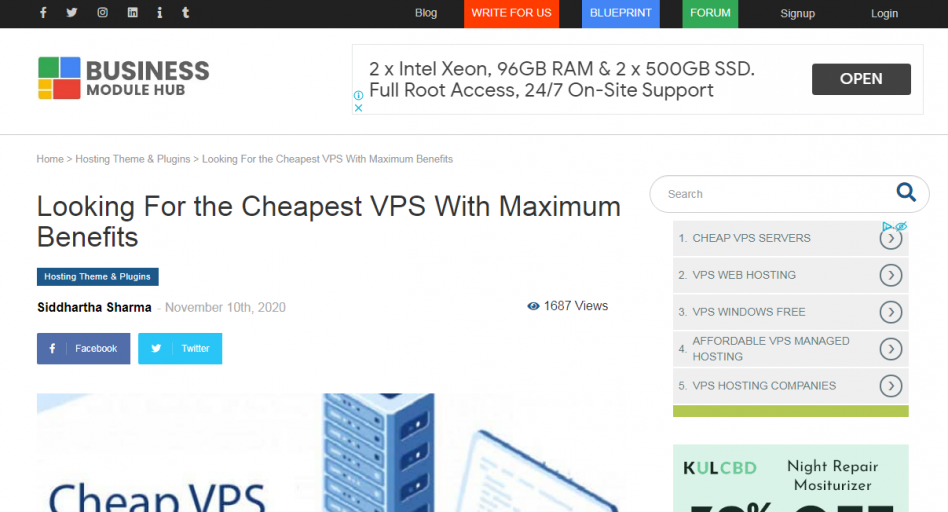 Blog WRITE FOR US BLUEPRINT FORUM Signup Login
BUSINESS
MODULE HUB
2 x Intel Xeon, 96GB RAM & 2 x 500GB SSD.
Full Root Access, 24/7 On-Site Support
OPEN
Home > Hosting Theme & Plugins > Looking For the Cheapest VPS With Maximum Benefits
Looking For the Cheapest VPS With Maximum
Benefits
Hosting Theme & Plugins
Siddhartha Sharma - November 10th, 2020
1687 Views
Facebook
Twitter
Cheap VPS
Search
1. CHEAP VPS SERVERS
2. VPS WEB HOSTING
3. VPS WINDOWS FREE
4. AFFORDABLE VPS MANAGED
HOSTING
5. VPS HOSTING COMPANIES
KULCBD
Night Repair
Mositurizer